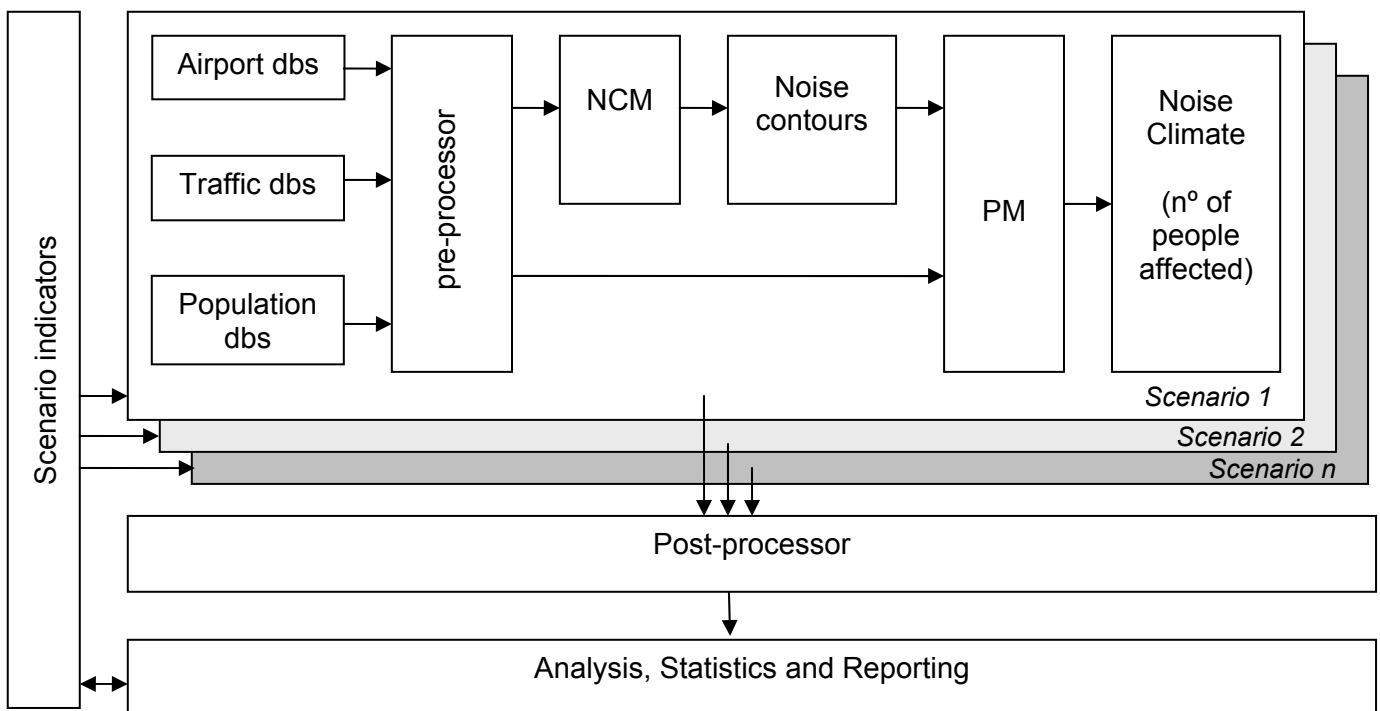 Scenario indicators
Airport dbs
Traffic dbs
Population
dbs
pre-processor
NCM
Noise
contours
PM
Noise
Climate
(nº of
people
affected)
Scenario 1
Scenario 2
Scenario n
Post-processor
Analysis, Statistics and Reporting